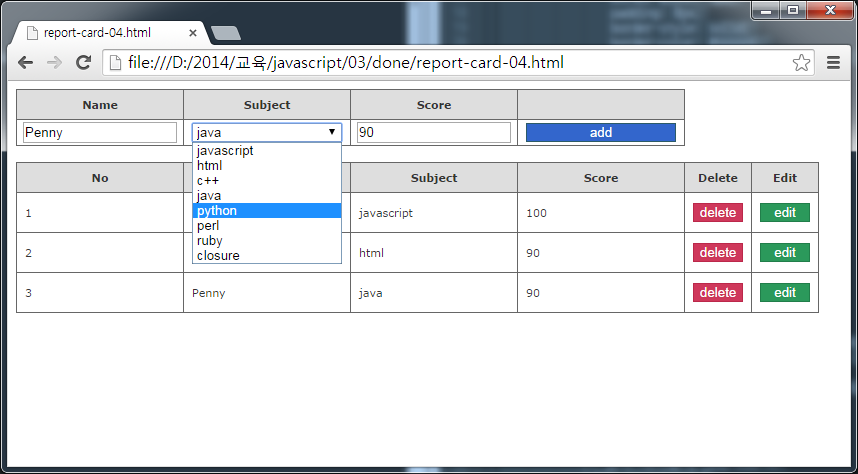 report-card-04.html
file:///D:/2014/교육/javascript/03/done/report-card-04.html
Name Subject Score
Penny java 90 add
javascript
html
c++
java
python
perl
ruby
closure
No Subject Score Delete Edit
1 javascript 100 delete edit
2 html 90 delete edit
3 Penny java 90 delete edit